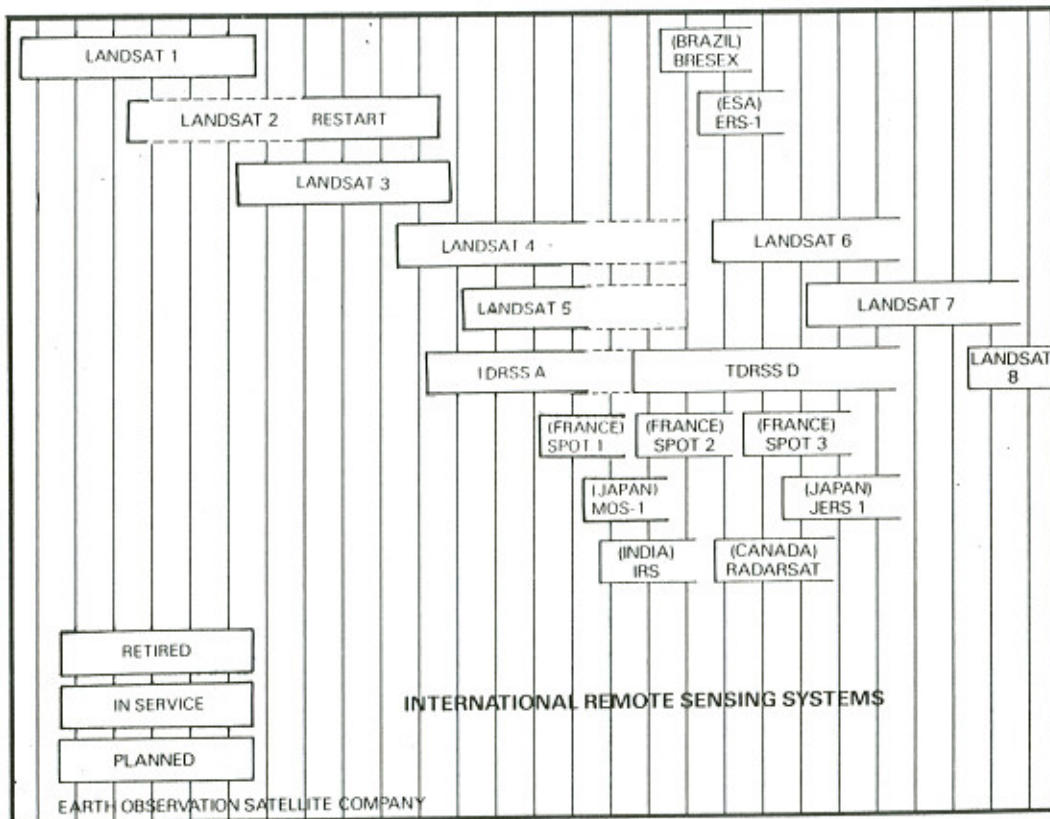 LANDSAT 1
(BRAZIL)
BRESEX
(ESA)
ERS-1
LANDSAT 2 RESTART
LANDSAT 3
LANDSAT 4
LANDSAT 6
LANDSAT 5
LANDSAT 7
TDRSS A
TDRSS D
LANDSAT
8
(FRANCE)
SPOT 1
(FRANCE)
SPOT 2
(FRANCE)
SPOT 3
(JAPAN)
MOS-1
(JAPAN)
JERS 1
(INDIA)
IRS
(CANADA)
RADARSAT
RETIRED
IN SERVICE
PLANNED
INTERNATIONAL REMOTE SENSING SYSTEMS
EARTH OBSERVATION SATELLITE COMPANY